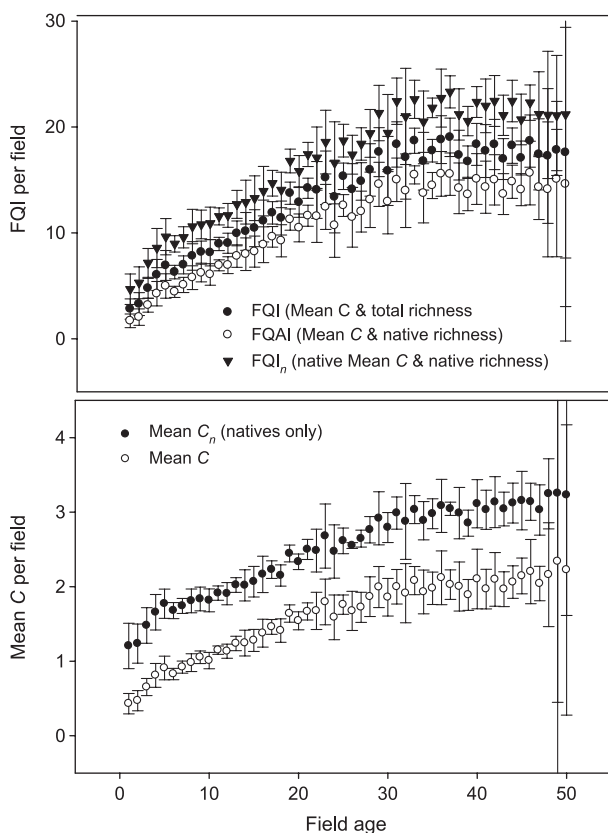 30
20
10
0
FQI per field
FQI (Mean C & total richness
FQAI (Mean C & native richness)
FQIn (native Mean C & native richness)
4
3
2
1
0
Mean C per field
Mean Cn (natives only)
Mean C
0 10 20 30 40 50
Field age